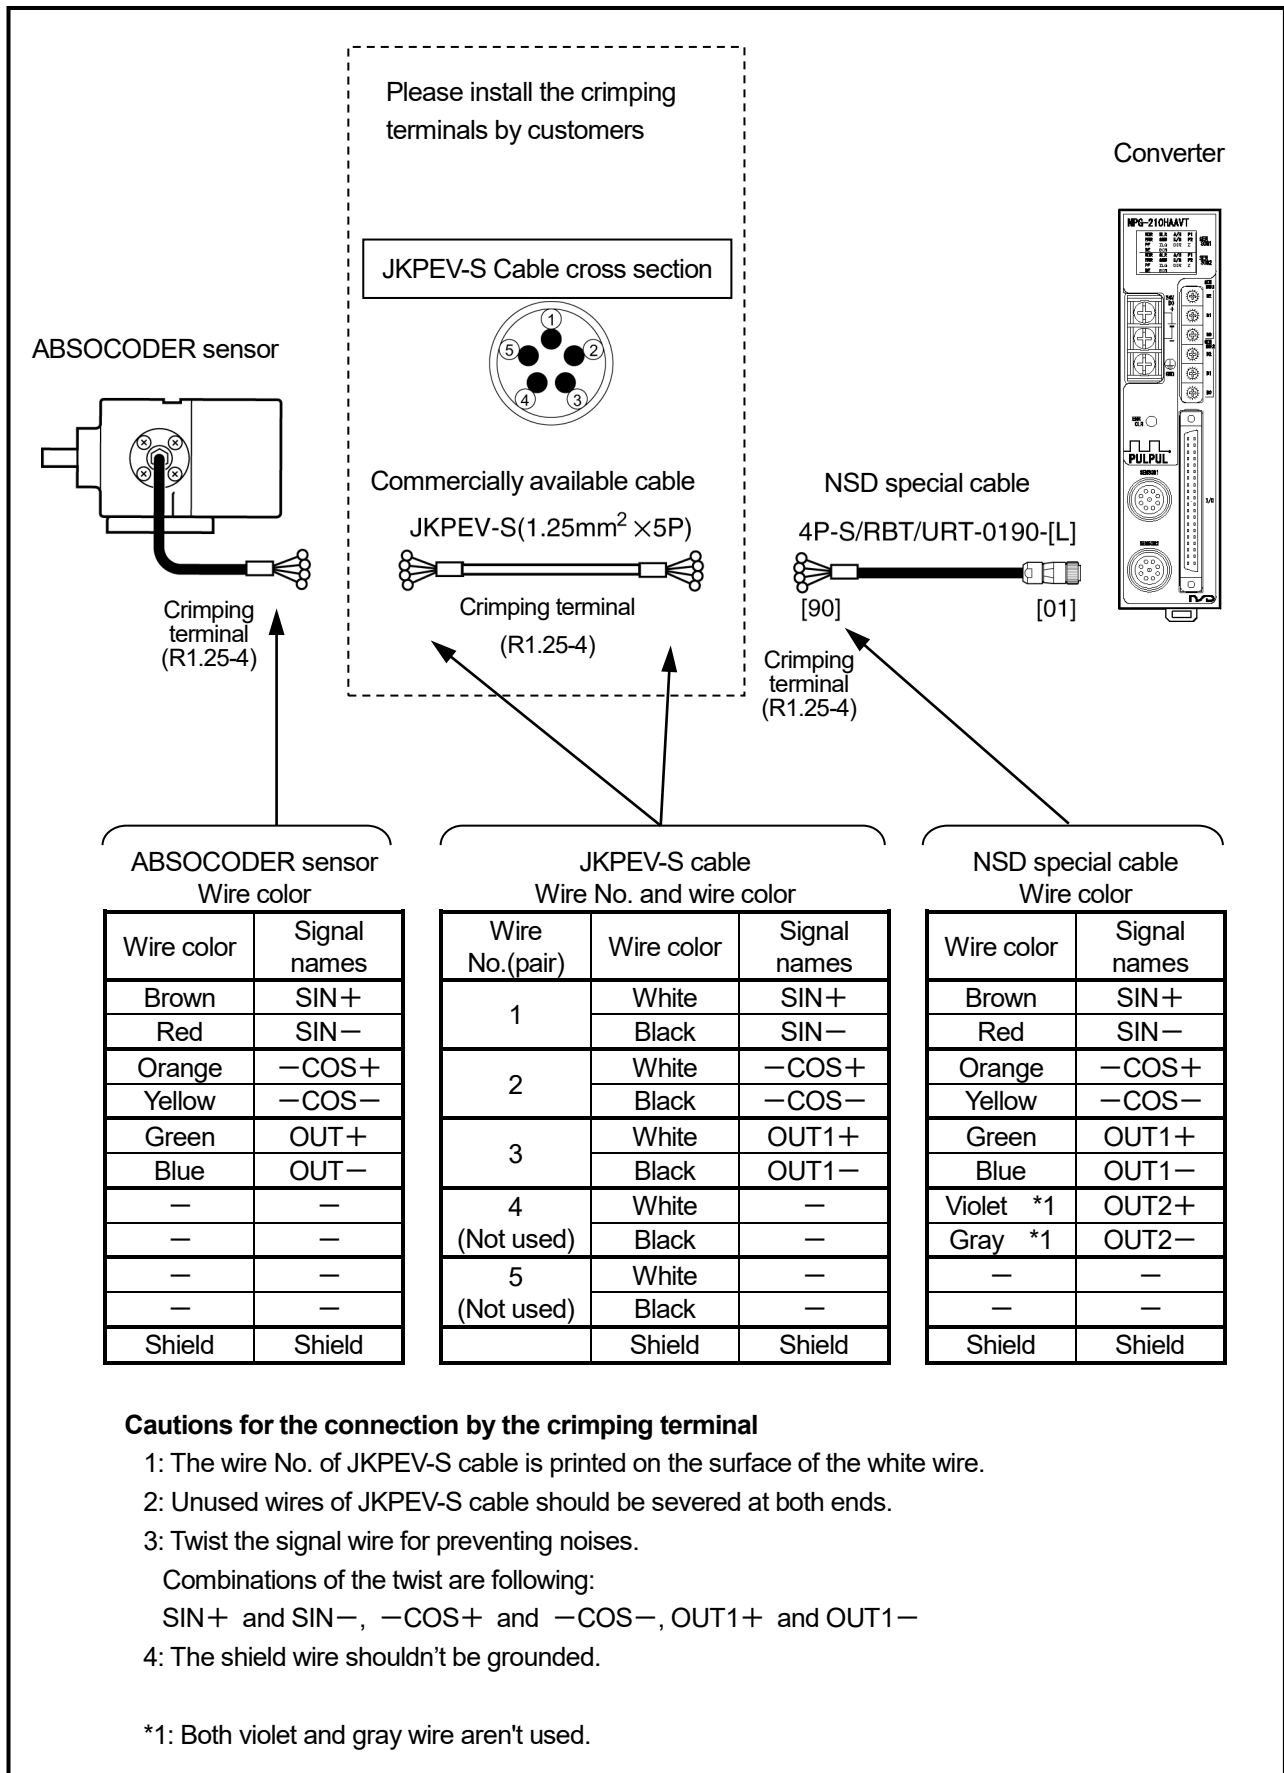 Please install the crimping
terminals by customers
Converter
NPG-210HAAVT
JKPEV-S Cable cross section
1
2
3
4
5
ABSOCODER sensor
PULPUL
SENSOR1
SENSOR2
I/O
Commercially available cable
JKPEV-S(1.25mm² ×5P)
NSD special cable
4P-S/RBT/URT-0190-[L]
Crimping
terminal
(R1.25-4)
Crimping terminal
(R1.25-4)
[90] [01]
Crimping
terminal
(R1.25-4)
ABSOCODER sensor
Wire color
Wire color Signal names
Brown SIN+
Red SIN−
Orange −COS+
Yellow −COS−
Green OUT+
Blue OUT−
− −
− −
− −
− −
Shield Shield
JKPEV-S cable
Wire No. and wire color
Wire No.(pair) Wire color Signal names
1 White SIN+
Black SIN−
2 White −COS+
Black −COS−
3 White OUT1+
Black OUT1−
4 (Not used) White −
Black −
5 (Not used) White −
Black −
Shield Shield
NSD special cable
Wire color
Wire color Signal names
Brown SIN+
Red SIN−
Orange −COS+
Yellow −COS−
Green OUT1+
Blue OUT1−
Violet *1 OUT2+
Gray *1 OUT2−
− −
− −
Shield Shield
Cautions for the connection by the crimping terminal
1: The wire No. of JKPEV-S cable is printed on the surface of the white wire.
2: Unused wires of JKPEV-S cable should be severed at both ends.
3: Twist the signal wire for preventing noises.
Combinations of the twist are following:
SIN+ and SIN−, −COS+ and −COS−, OUT1+ and OUT1−
4: The shield wire shouldn’t be grounded.
*1: Both violet and gray wire aren't used.